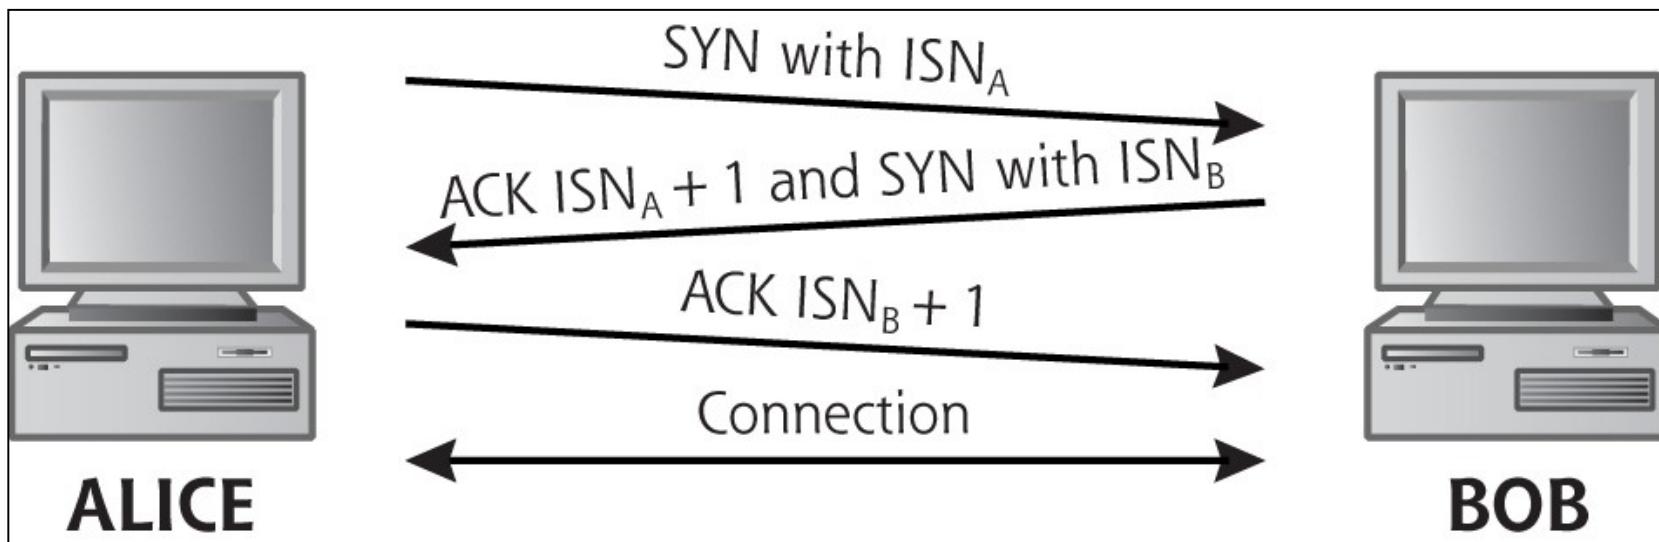 SYN with ISNA
ACK ISNA + 1 and SYN with ISNB
ACK ISNB + 1
Connection
ALICE
BOB